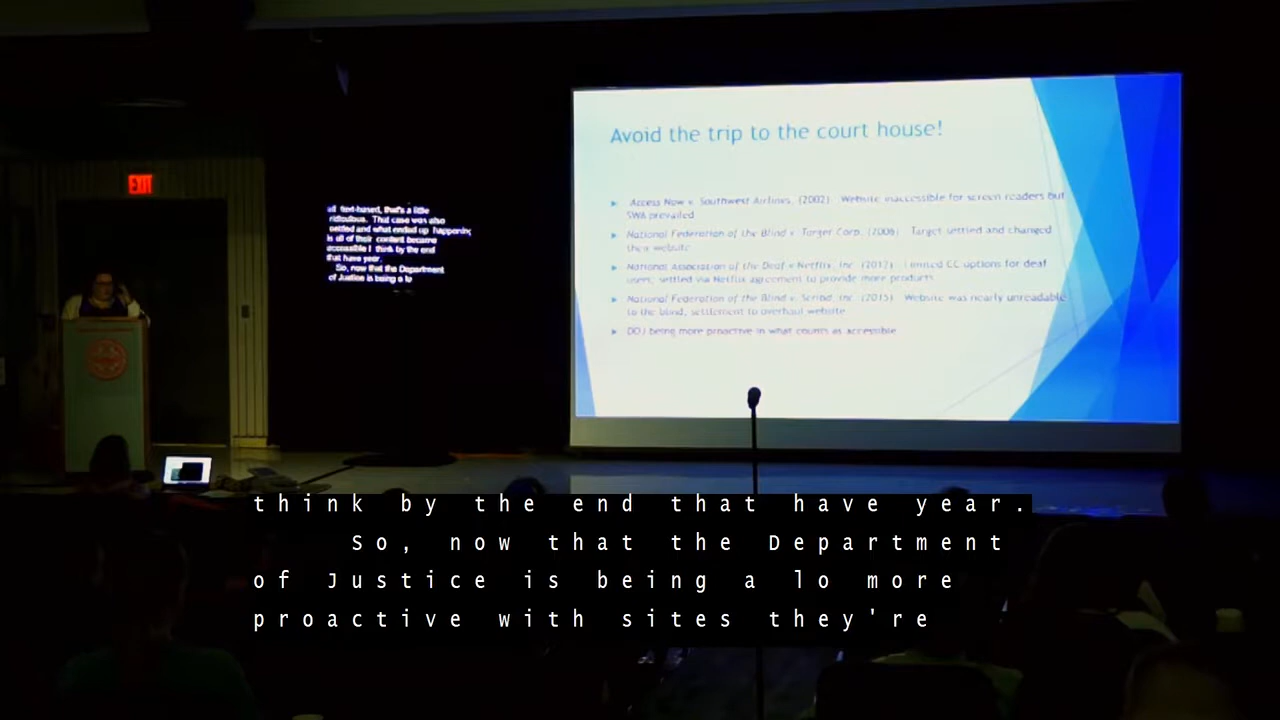 EXIT
all text-based, that's a little
ridiculous. That case was also
settled and what ended up happening
is all of their content became
accessible I think by the end
that have year.
So, now that the Department
of Justice is being a lo
Avoid the trip to the court house!
Access Now v. Southwest Airlines, (2002) Website inaccessible for screen readers but
SWA prevailed
National Federation of the Blind v. Target Corp. (2006) Target settled and changed
their website
National Association of the Deaf v Netflix, Inc. (2012) Limited CC options for deaf
users, settled via Netflix agreement to provide more products
National Federation of the Blind v. Scribd, Inc. (2015) Website was nearly unreadable
to the blind, settlement to overhaul website
DOJ being more proactive in what counts as accessible
think by the end that have year.
So, now that the Department
of Justice is being a lo more
proactive with sites they're